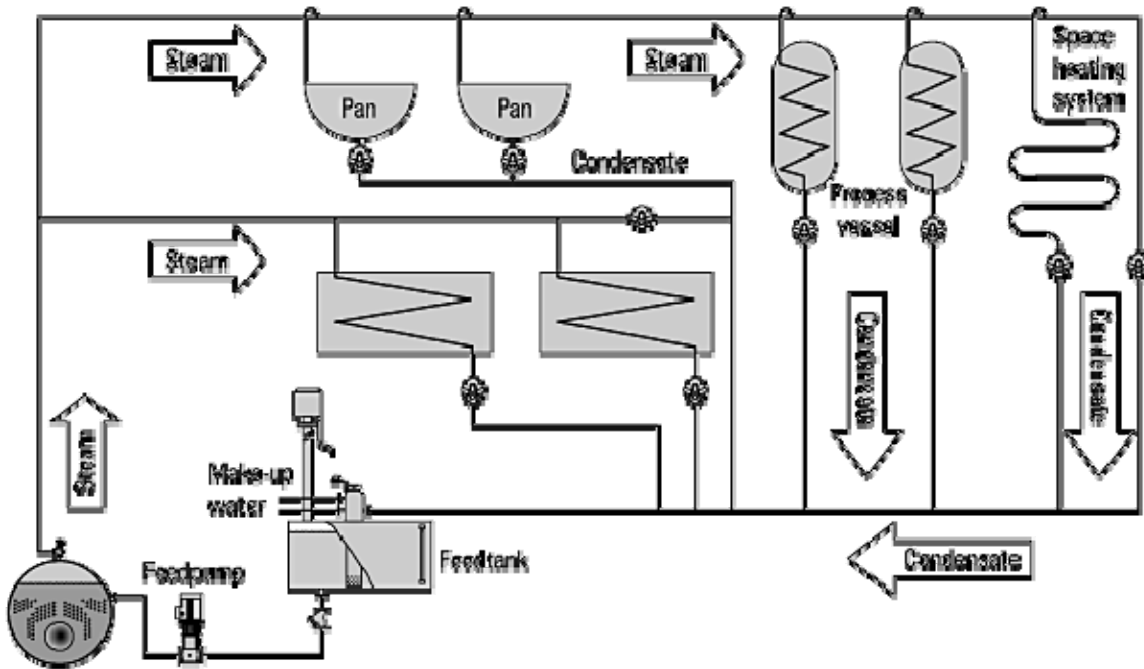 Steam
Steam
Space
heating
system
Pan
Pan
Condensate
Process
vessel
Steam
Condensate
Condensate
Steam
Make-up
water
Feedtank
Condensate
Feedpump